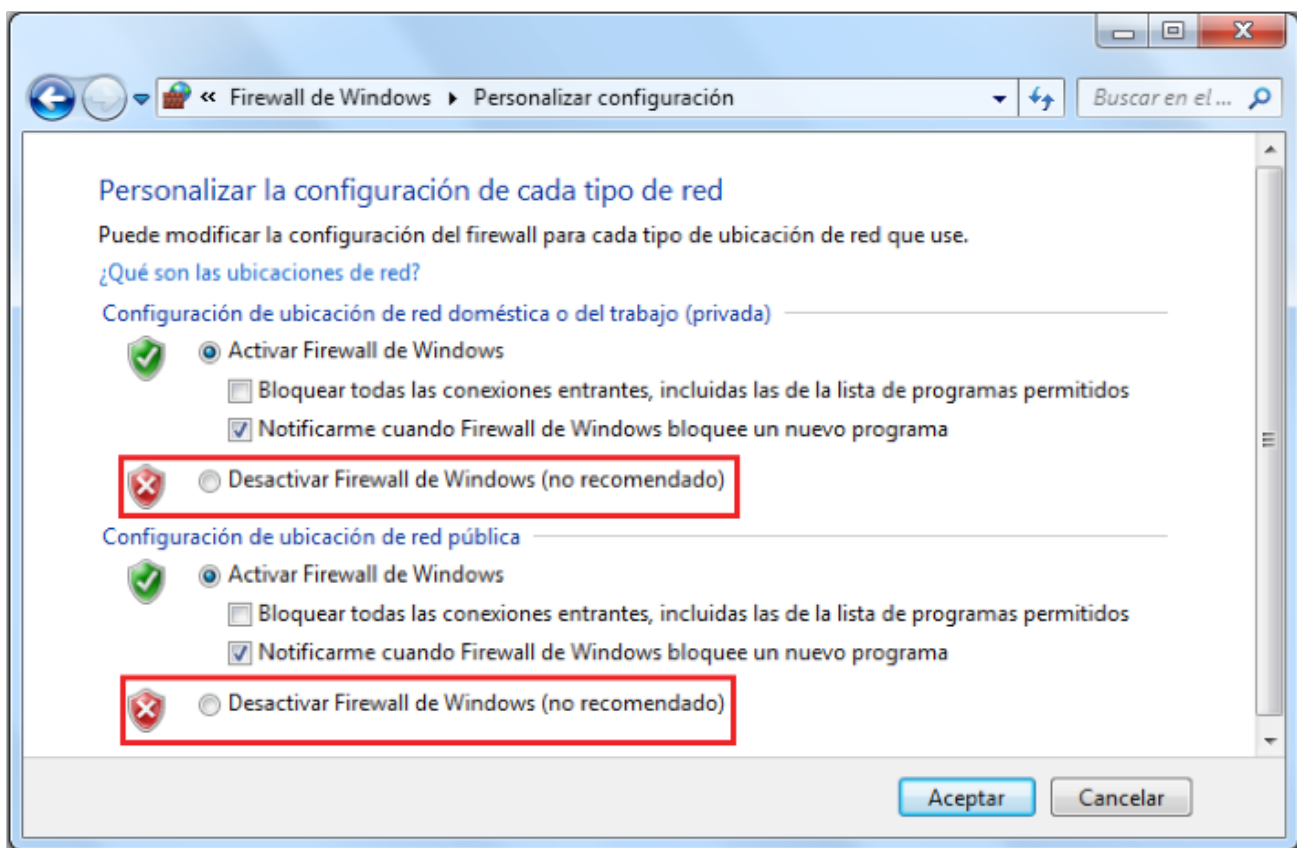 « Firewall de Windows ▸ Personalizar configuración
Buscar en el ...
Personalizar la configuración de cada tipo de red
Puede modificar la configuración del firewall para cada tipo de ubicación de red que use.
¿Qué son las ubicaciones de red?
Configuración de ubicación de red doméstica o del trabajo (privada)
Activar Firewall de Windows
Bloquear todas las conexiones entrantes, incluidas las de la lista de programas permitidos
Notificarme cuando Firewall de Windows bloquee un nuevo programa
Desactivar Firewall de Windows (no recomendado)
Configuración de ubicación de red pública
Activar Firewall de Windows
Bloquear todas las conexiones entrantes, incluidas las de la lista de programas permitidos
Notificarme cuando Firewall de Windows bloquee un nuevo programa
Desactivar Firewall de Windows (no recomendado)
Aceptar
Cancelar